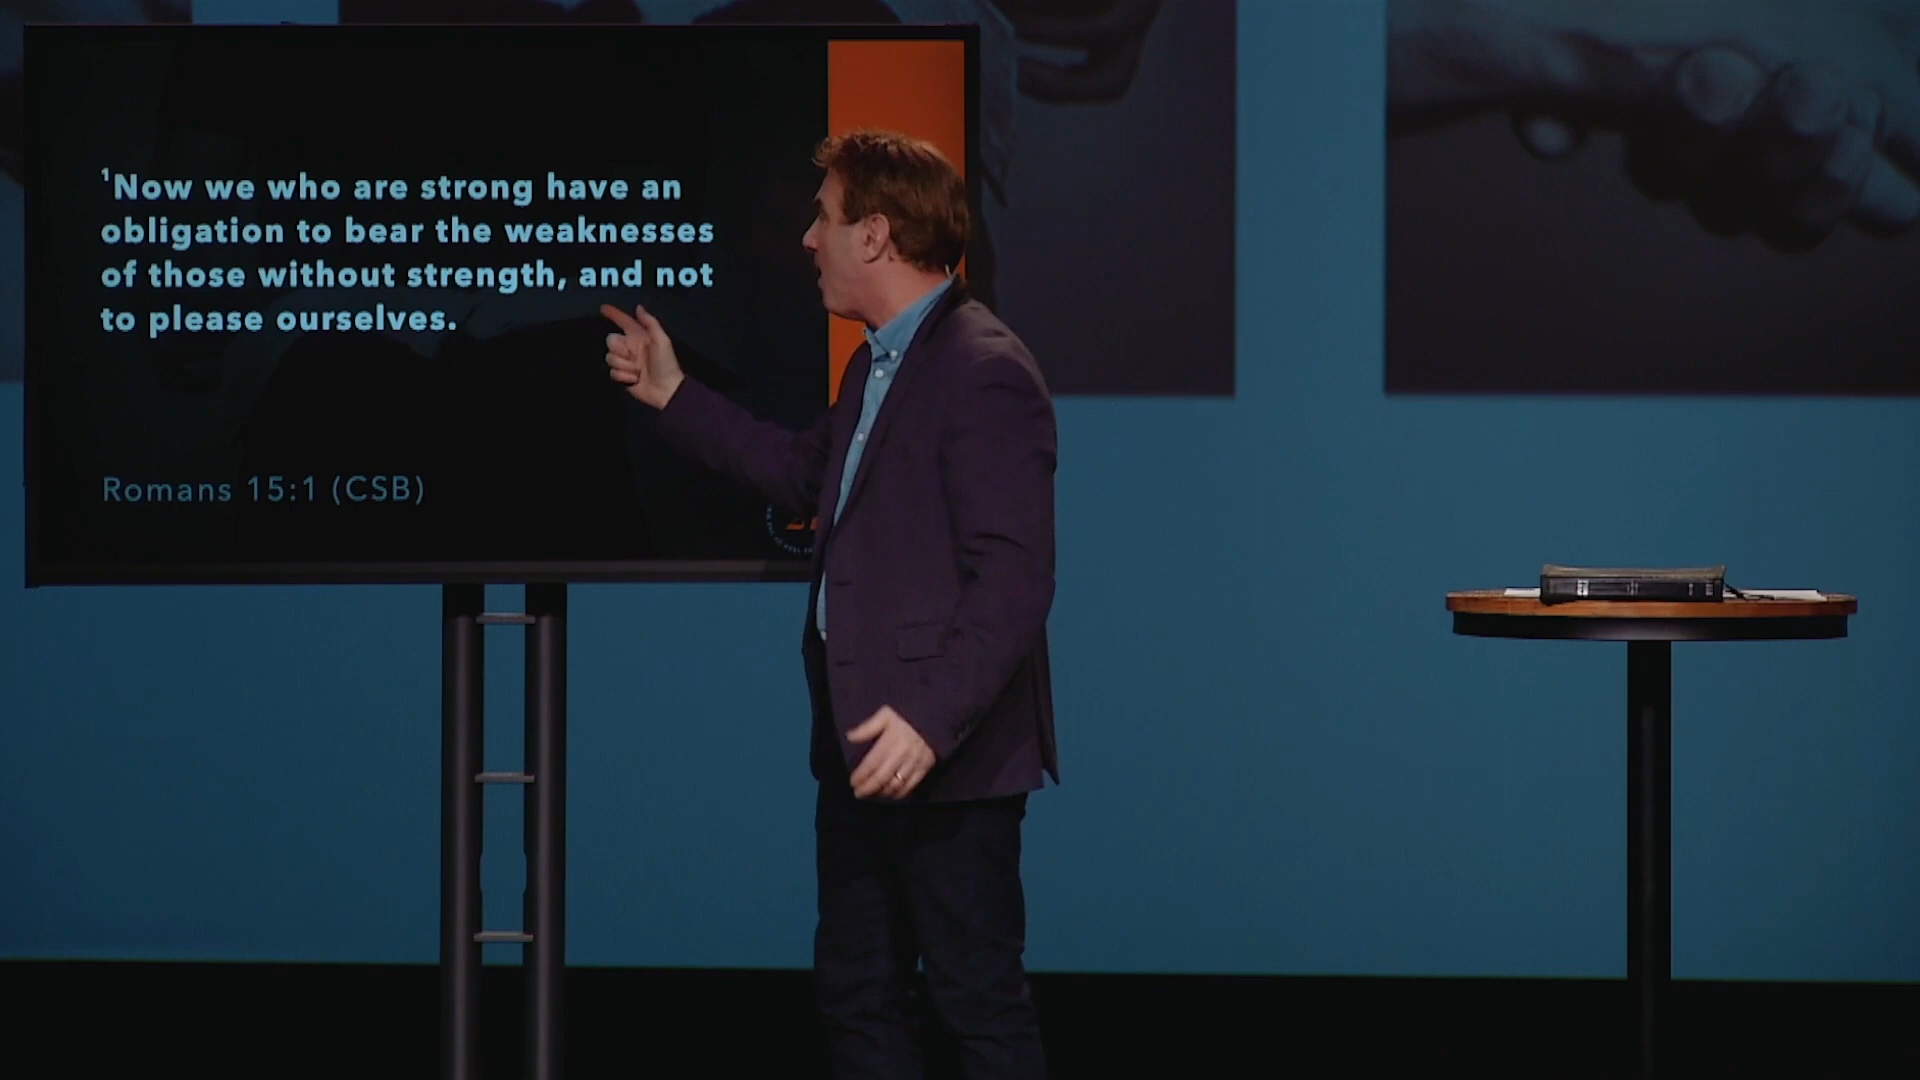 ¹Now we who are strong have an
obligation to bear the weaknesses
of those without strength, and not
to please ourselves.
Romans 15:1 (CSB)